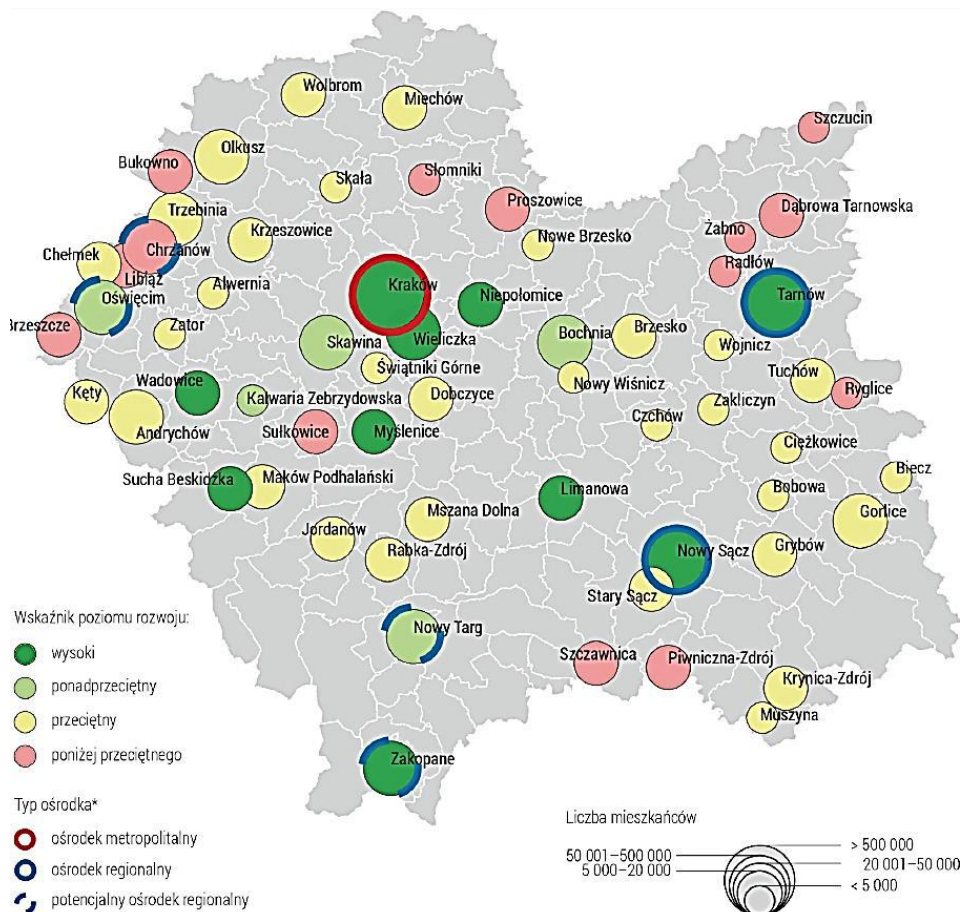 Wolbrom
Miechów
Szczucin
Olkusz
Bukowno
Skała
Słomniki
Proszowice
Dąbrowa Tarnowska
Trzebinia
Krzeszowice
Nowe Brzesko
Żabno
Chrzanów
Chełmek
Radłów
Libiąż
Alwernia
Kraków
Niepołomice
Tarnów
Oświęcim
Brzeszcze
Zator
Skawina
Wieliczka
Bochnia
Brzesko
Wojnicz
Świątniki Górne
Tuchów
Wadowice
Nowy Wiśnicz
Ryglice
Kęty
Kalwaria Zebrzydowska
Dobczyce
Zakliczyn
Czchów
Andrychów
Sułkowice
Myślenice
Ciężkowice
Sucha Beskidzka
Maków Podhalański
Biecz
Limanowa
Bobowa
Mszana Dolna
Gorlice
Jordanów
Rabka-Zdrój
Nowy Sącz
Grybów
Stary Sącz
Wskaźnik poziomu rozwoju:
wysoki
ponadprzeciętny
przeciętny
poniżej przeciętnego
Nowy Targ
Szczawnica
Piwniczna-Zdrój
Krynica-Zdrój
Muszyna
Zakopane
Typ ośrodka*
ośrodek metropolitalny
ośrodek regionalny
potencjalny ośrodek regionalny
Liczba mieszkańców
> 500 000
50 001–500 000
20 001–50 000
5 000–20 000
< 5 000